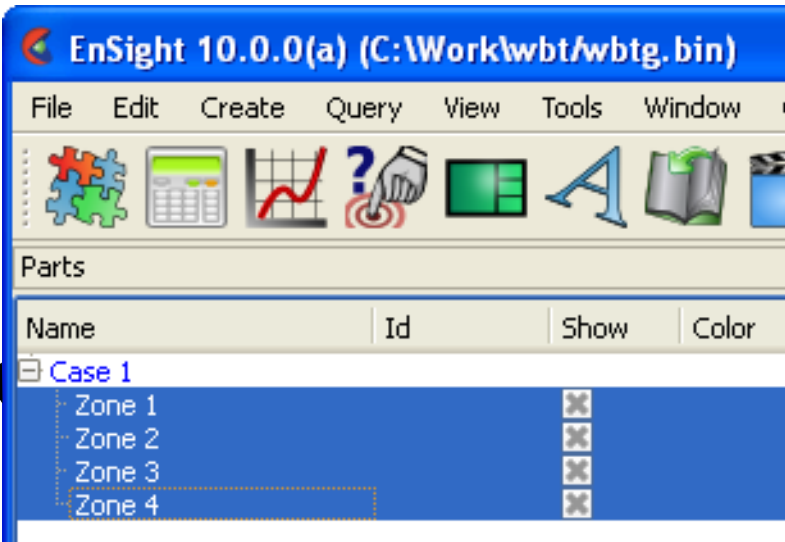 EnSight 10.0.0(a) (C:\Work\wbt/wbtg.bin)
File Edit Create Query View Tools Window
Parts
Name Id Show Color
Case 1
Zone 1
Zone 2
Zone 3
Zone 4